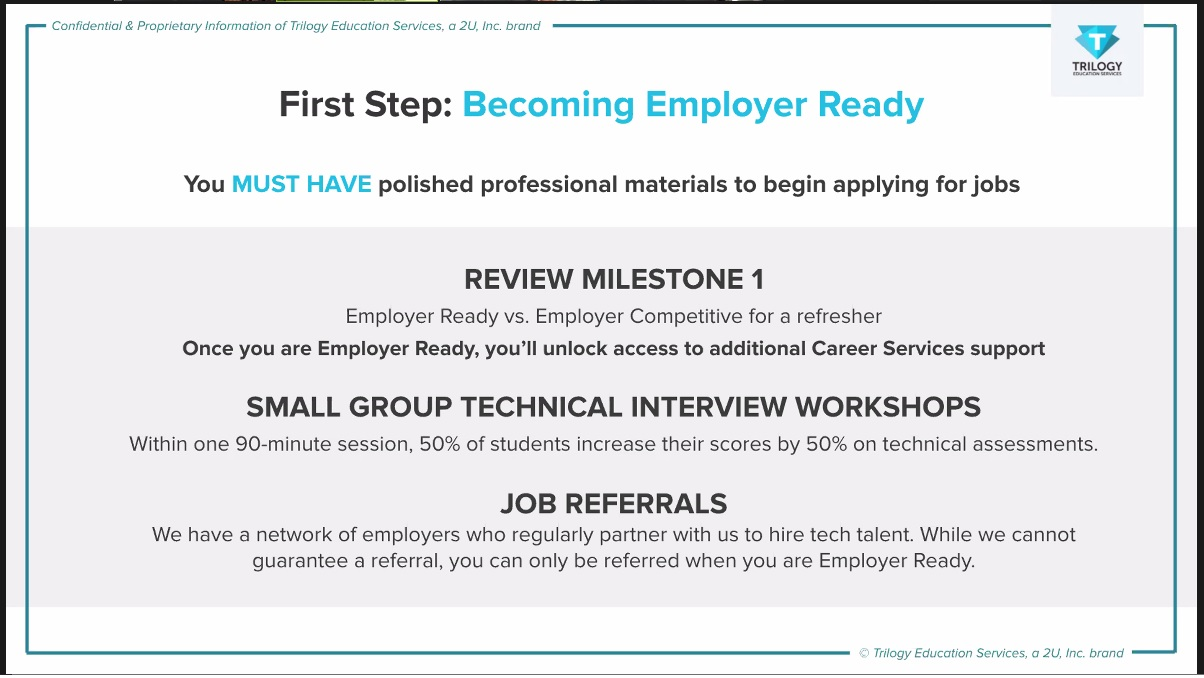 Confidential & Proprietary Information of Trilogy Education Services, a 2U, Inc. brand
T
TRILOGY
EDUCATION SERVICES
First Step: Becoming Employer Ready
You MUST HAVE polished professional materials to begin applying for jobs
REVIEW MILESTONE 1
Employer Ready vs. Employer Competitive for a refresher
Once you are Employer Ready, you’ll unlock access to additional Career Services support
SMALL GROUP TECHNICAL INTERVIEW WORKSHOPS
Within one 90-minute session, 50% of students increase their scores by 50% on technical assessments.
JOB REFERRALS
We have a network of employers who regularly partner with us to hire tech talent. While we cannot
guarantee a referral, you can only be referred when you are Employer Ready.
© Trilogy Education Services, a 2U, Inc. brand